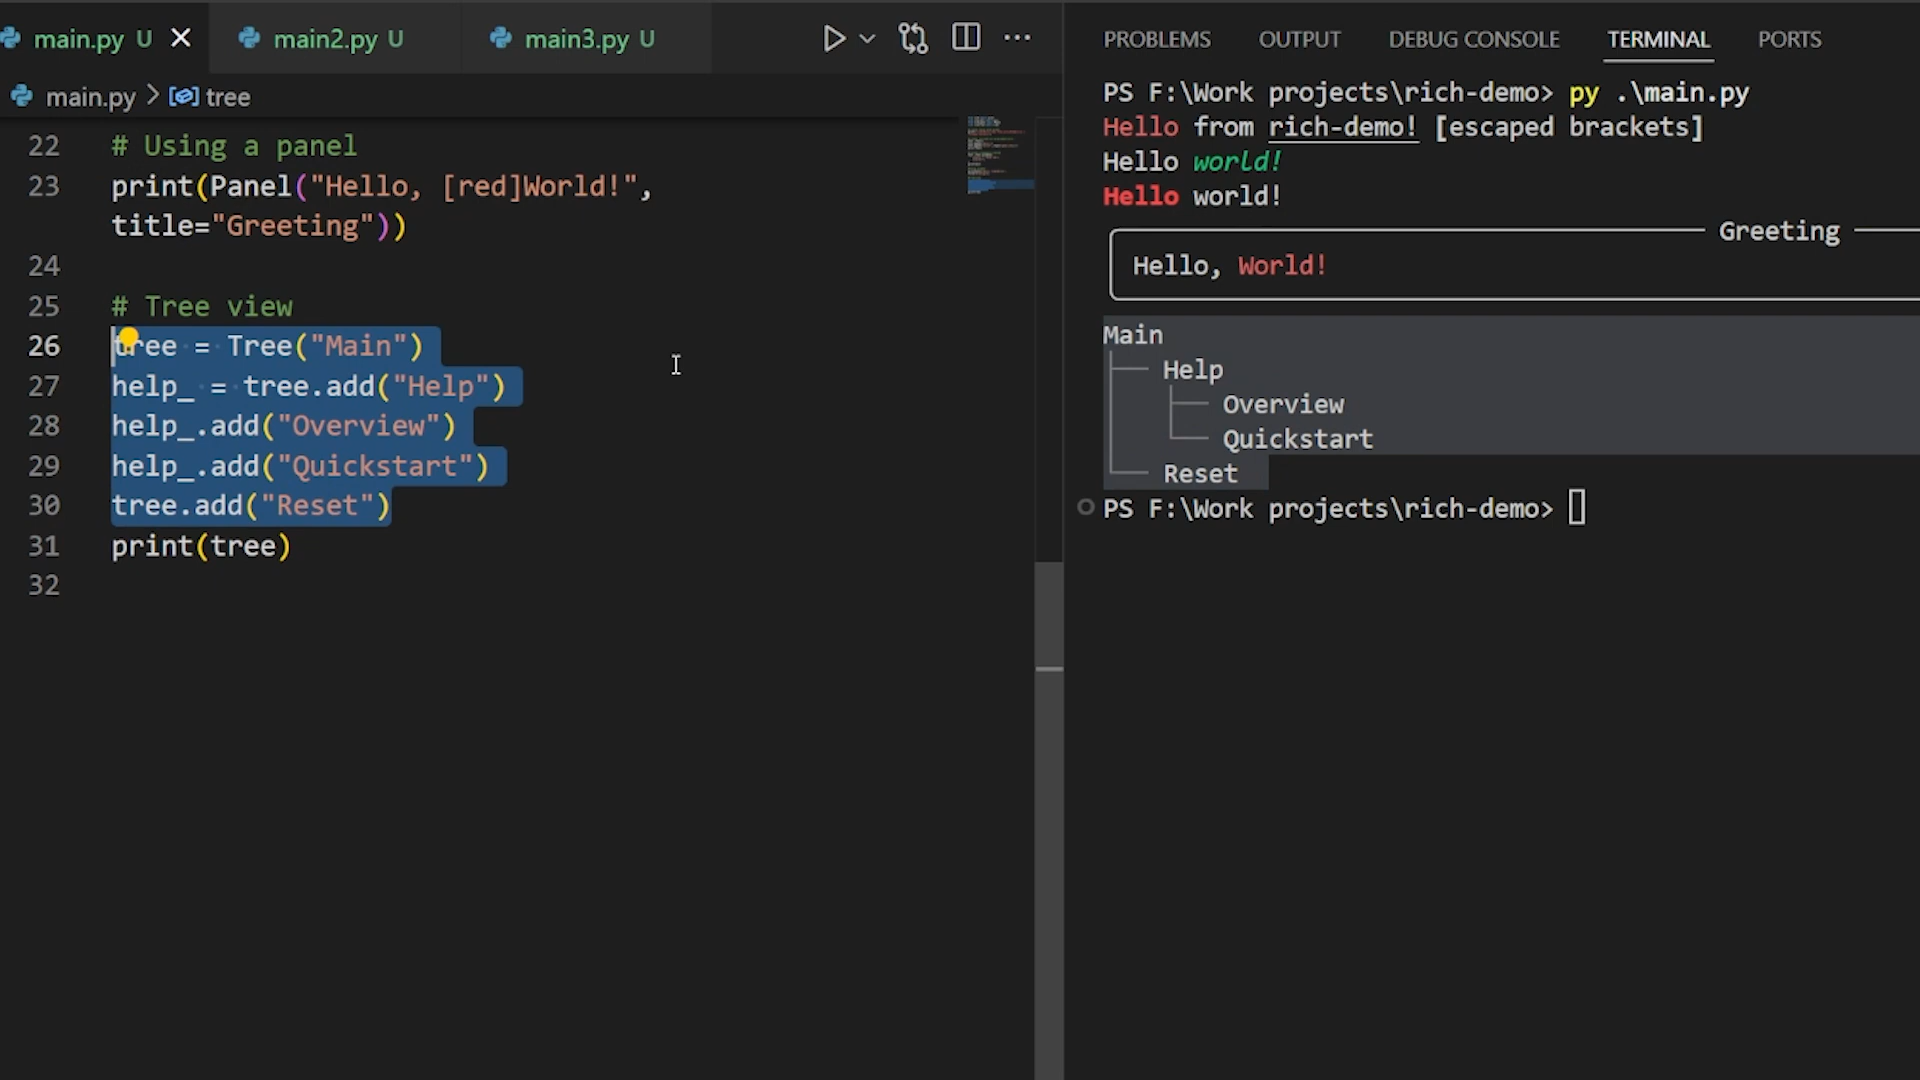 main.py U
main2.py U
main3.py U
main.py > tree
22 # Using a panel
23 print(Panel("Hello, [red]World!",
title="Greeting"))
24
25 # Tree view
26 tree = Tree("Main")
27 help_ = tree.add("Help")
28 help_.add("Overview")
29 help_.add("Quickstart")
30 tree.add("Reset")
31 print(tree)
32
PROBLEMS OUTPUT DEBUG CONSOLE TERMINAL PORTS
PS F:\Work projects\rich-demo> py .\main.py
Hello from rich-demo! [escaped brackets]
Hello world!
Hello world!
Greeting
Hello, World!
Main
Help
Overview
Quickstart
Reset
PS F:\Work projects\rich-demo>